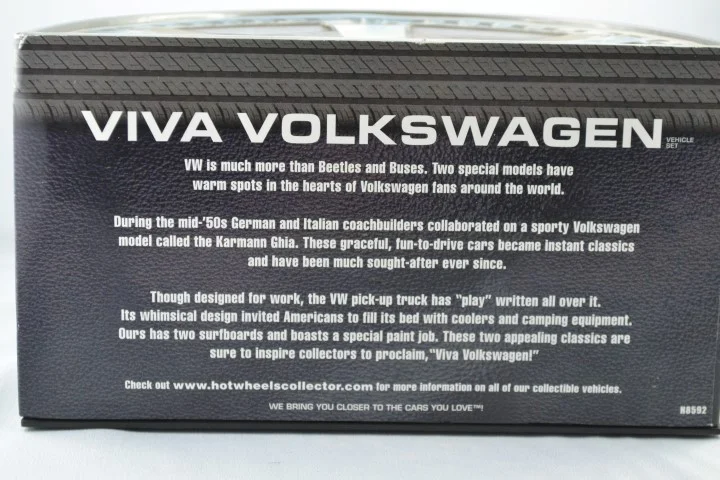 VIVA VOLKSWAGEN VEHICLE SET
VW is much more than Beetles and Buses. Two special models have
warm spots in the hearts of Volkswagen fans around the world.
During the mid-'50s German and Italian coachbuilders collaborated on a sporty Volkswagen
model called the Karmann Ghia. These graceful, fun-to-drive cars became instant classics
and have been much sought-after ever since.
Though designed for work, the VW pick-up truck has "play" written all over it.
Its whimsical design invited Americans to fill its bed with coolers and camping equipment.
Ours has two surfboards and boasts a special paint job. These two appealing classics are
sure to inspire collectors to proclaim, "Viva Volkswagen!"
Check out www.hotwheelscollector.com for more information on all of our collectible vehicles.
WE BRING YOU CLOSER TO THE CARS YOU LOVE™!
H8592